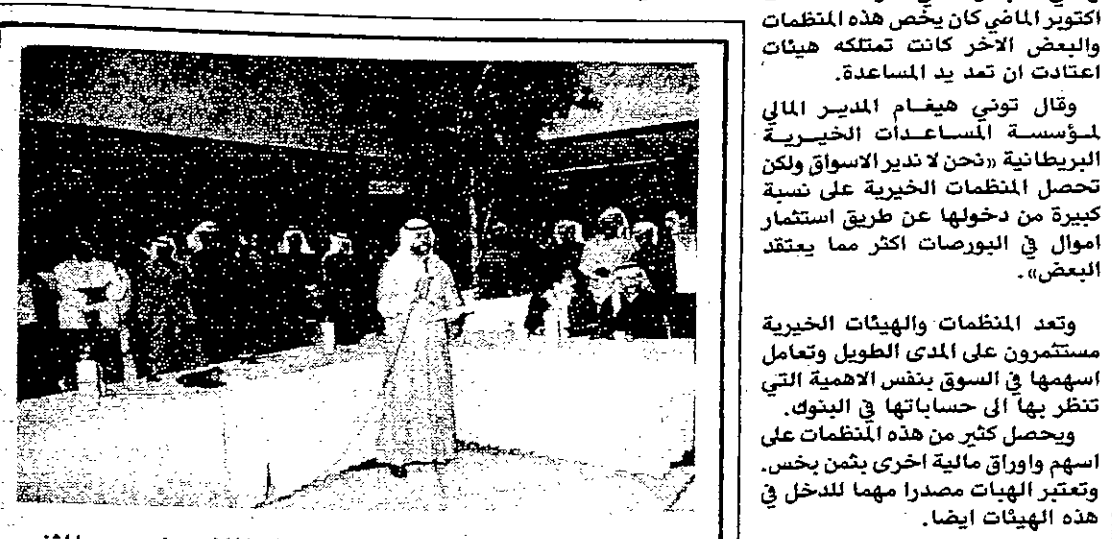 اكتوبر الماضي كان يخص هذه المنظمات
والبعض الاخر كانت تمتلكه هيئات
اعتادت ان تمد يد المساعدة.
وقال توني هيغام المدير المالي
لمؤسسة المساعدات الخيرية
البريطانية «نحن لا ندير الاسواق ولكن
تحصل المنظمات الخيرية على نسبة
كبيرة من دخولها عن طريق استثمار
اموال في البورصات اكثر مما يعتقد
البعض».
وتعد المنظمات والهيئات الخيرية
مستثمرون على المدى الطويل وتعامل
اسهمها في السوق بنفس الاهمية التي
تنظر بها الى حساباتها في البنوك.
ويحصل كثير من هذه المنظمات على
اسهم واوراق مالية اخرى بثمن بخس.
وتعتبر الهبات مصدرا مهما للدخل في
هذه الهيئات ايضا.